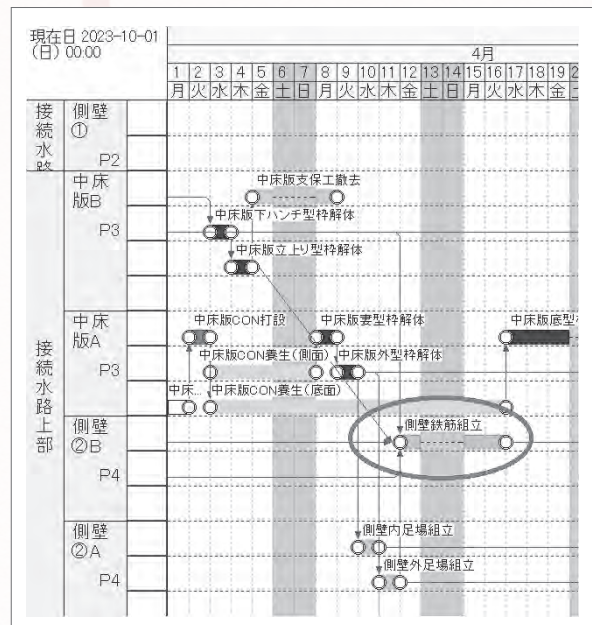 現在日 2023-10-01
(日) 00:00
4月
1 2 3 4 5 6 7 8 9 10 11 12 13 14 15 16 17 18 19 2
月 火 水 木 金 土 日 月 火 水 木 金 土 日 月 火 水 木 金 土
接続水路
側壁
①
P2
接続水路上部
中床
版B
P3
中床版支保工撤去
中床版下ハンチ型枠解体
中床版立上り型枠解体
中床
版A
P3
中床版CON打設
中床版妻型枠解体
中床版底型枠
中床版CON養生(側面)
中床版外型枠解体
中床...
中床版CON養生(底面)
側壁
②B
P4
側壁鉄筋組立
側壁
②A
P4
側壁内足場組立
側壁外足場組立